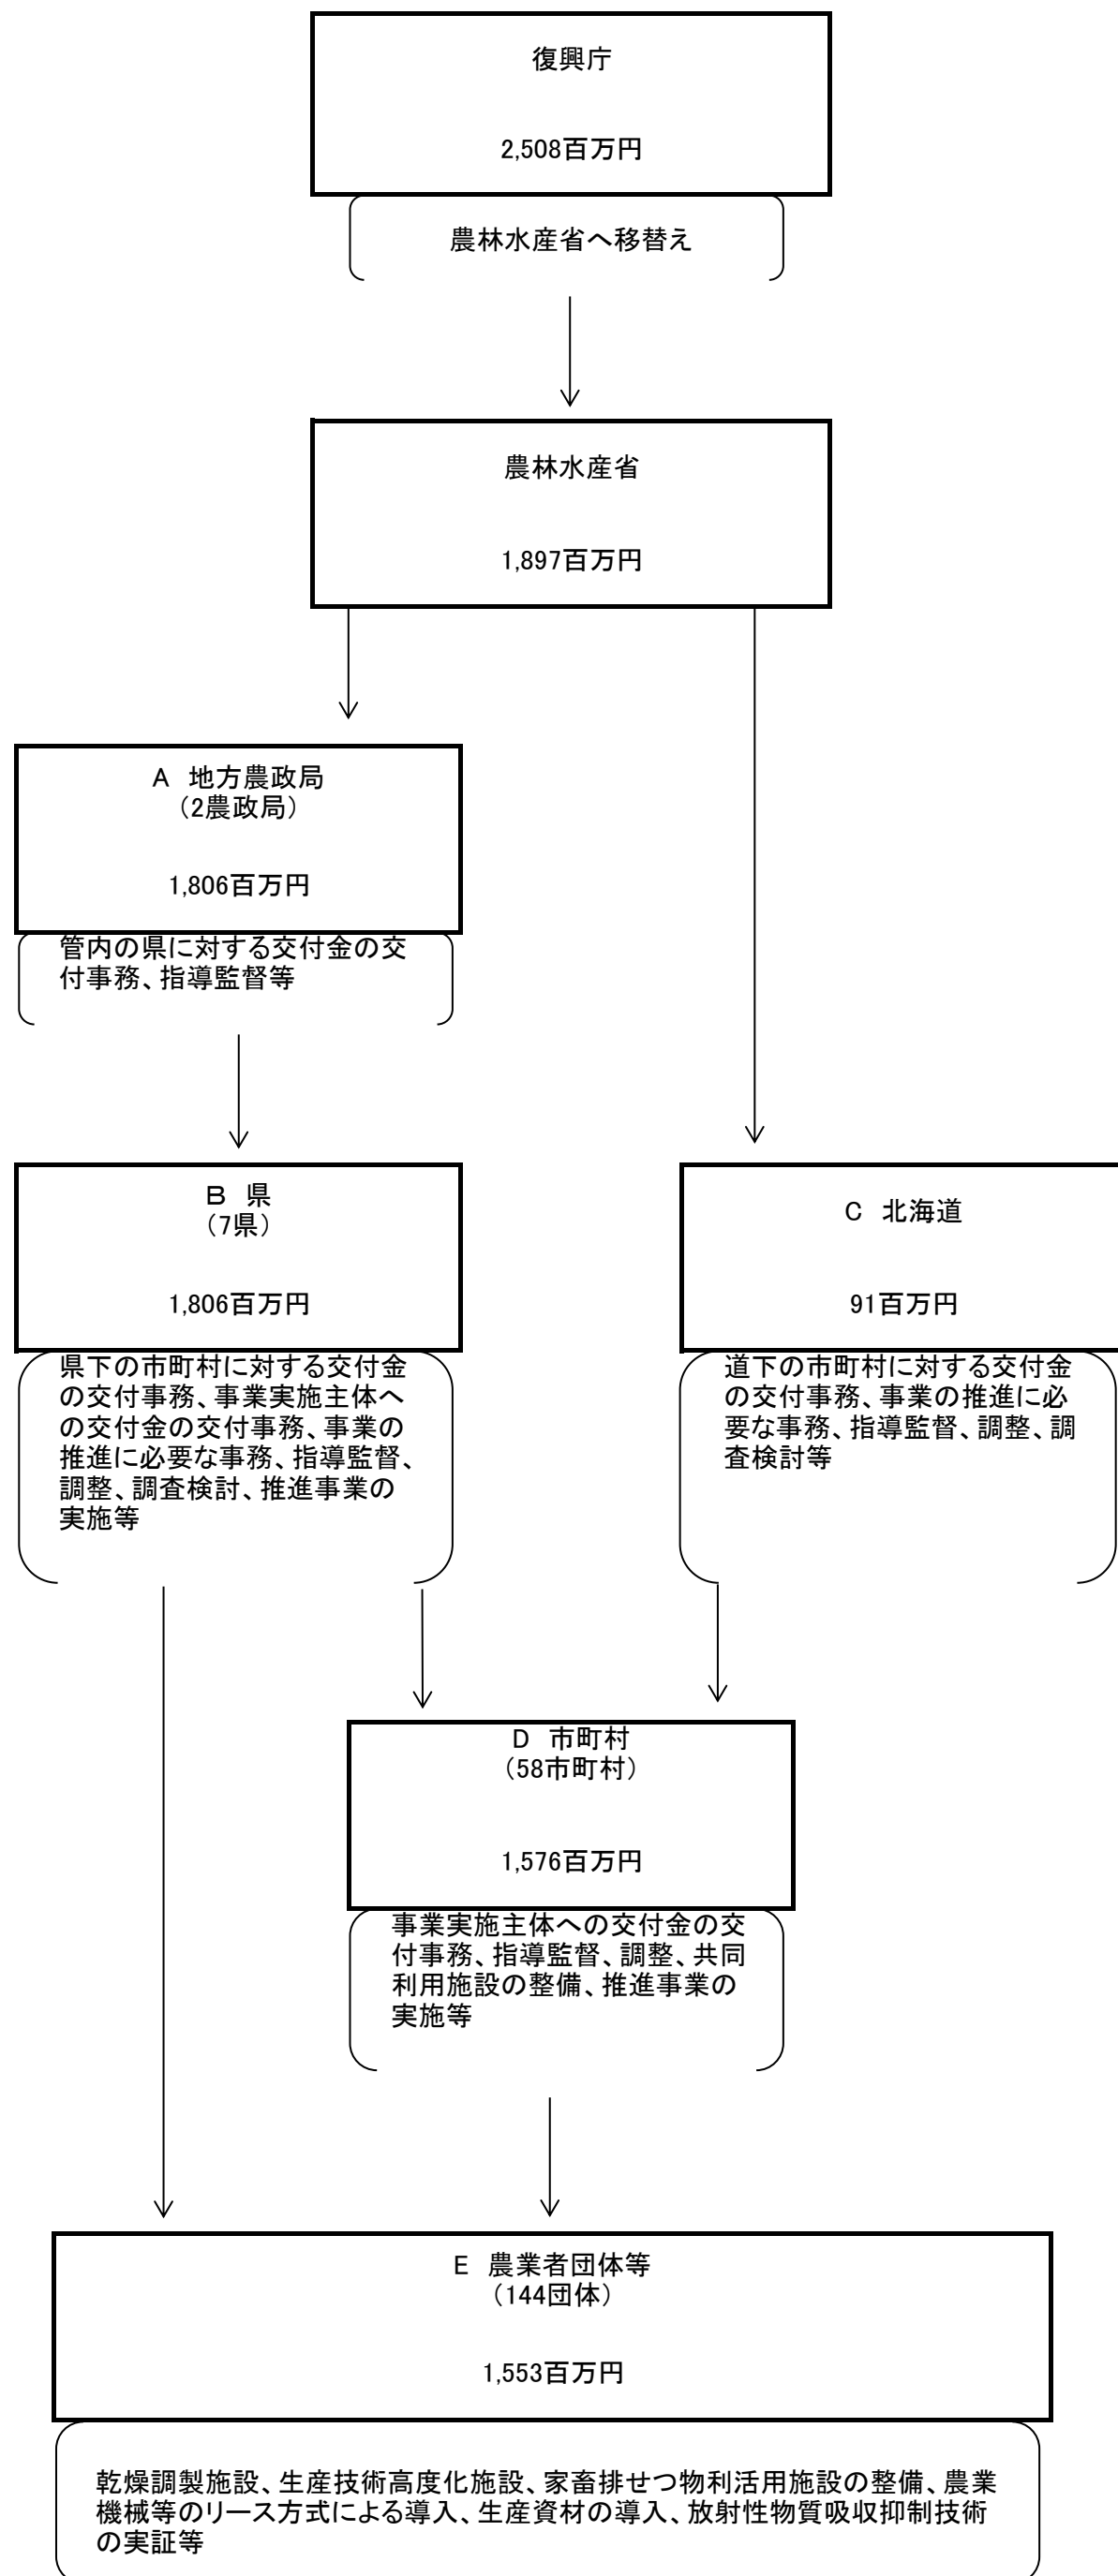 復興庁
2,508百万円
農林水産省へ移替え
農林水産省
1,897百万円
A　地方農政局
（2農政局）
1,806百万円
管内の県に対する交付金の交
付事務、指導監督等
B　県
（7県）
1,806百万円
C　北海道
91百万円
県下の市町村に対する交付金
の交付事務、事業実施主体へ
の交付金の交付事務、事業の
推進に必要な事務、指導監督、
調整、調査検討、推進事業の
実施等
道下の市町村に対する交付金
の交付事務、事業の推進に必
要な事務、指導監督、調整、調
査検討等
D　市町村
（58市町村）
1,576百万円
事業実施主体への交付金の交
付事務、指導監督、調整、共同
利用施設の整備、推進事業の
実施等
E　農業者団体等
（144団体）
1,553百万円
乾燥調製施設、生産技術高度化施設、家畜排せつ物利活用施設の整備、農業
機械等のリース方式による導入、生産資材の導入、放射性物質吸収抑制技術
の実証等